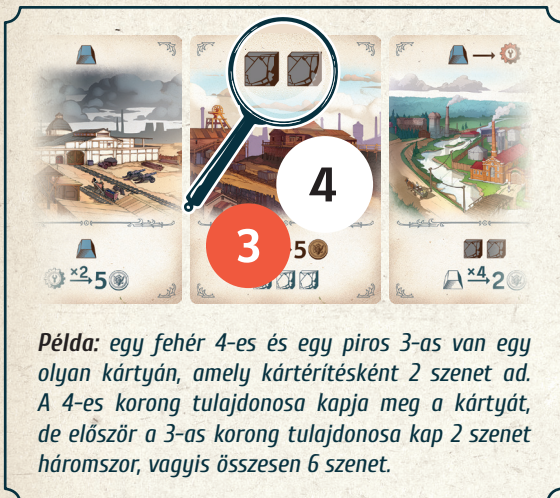 4
3
5
×2 5
×4 2
Példa: egy fehér 4-es és egy piros 3-as van egy
olyan kártyán, amely kártérítésként 2 szenet ad.
A 4-es korong tulajdonosa kapja meg a kártyát,
de először a 3-as korong tulajdonosa kap 2 szenet
háromszor, vagyis összesen 6 szenet.